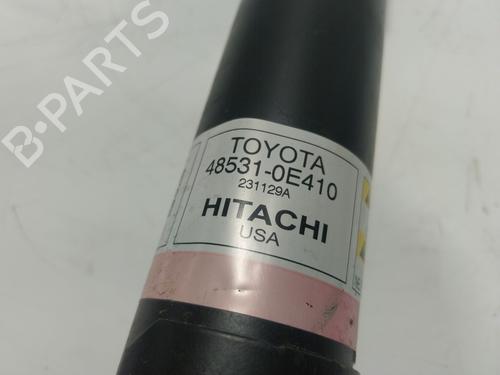 B-PARTS
TOYOTA
48531-0E410
231129A
HITACHI
USA